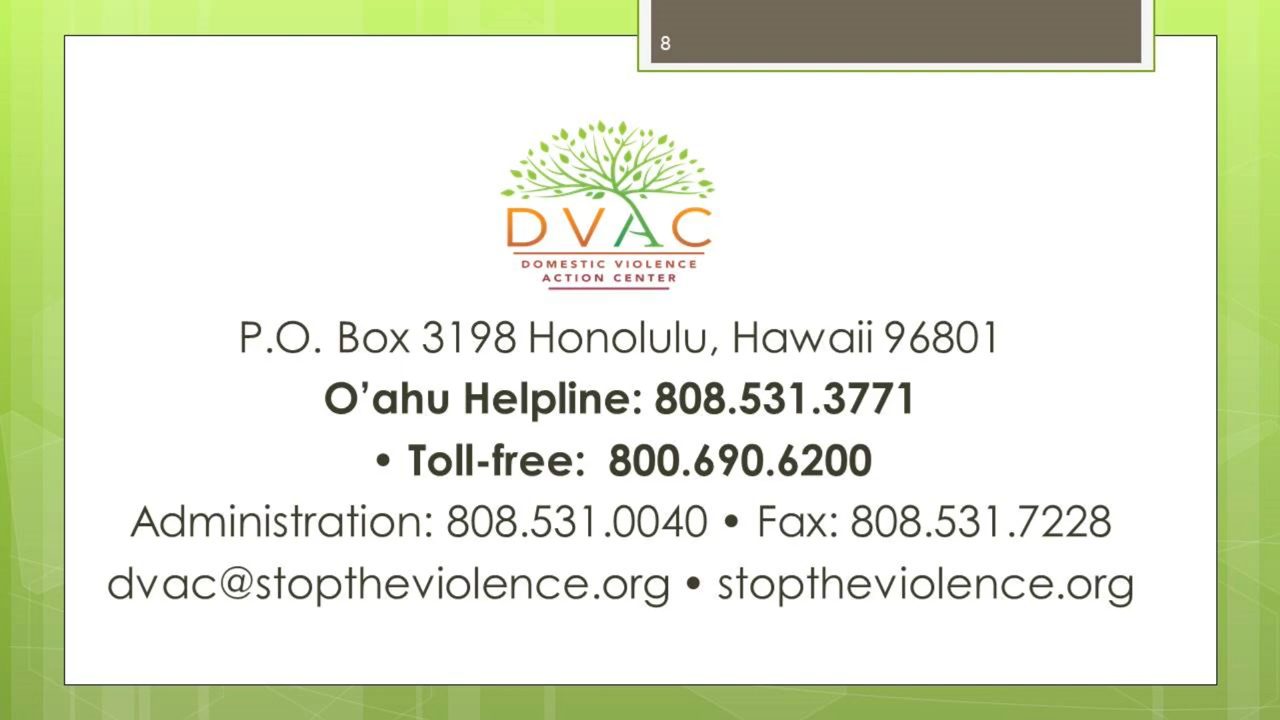 8
DVAC
DOMESTIC VIOLENCE
ACTION CENTER
P.O. Box 3198 Honolulu, Hawaii 96801
O’ahu Helpline: 808.531.3771
• Toll-free:  800.690.6200
Administration: 808.531.0040 • Fax: 808.531.7228
dvac@stoptheviolence.org • stoptheviolence.org